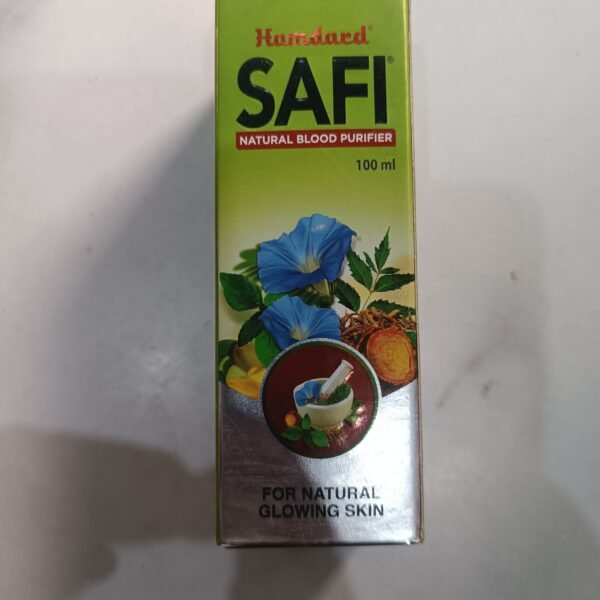 Hamdard®
SAFI®
NATURAL BLOOD PURIFIER
100 ml
FOR NATURAL
GLOWING SKIN